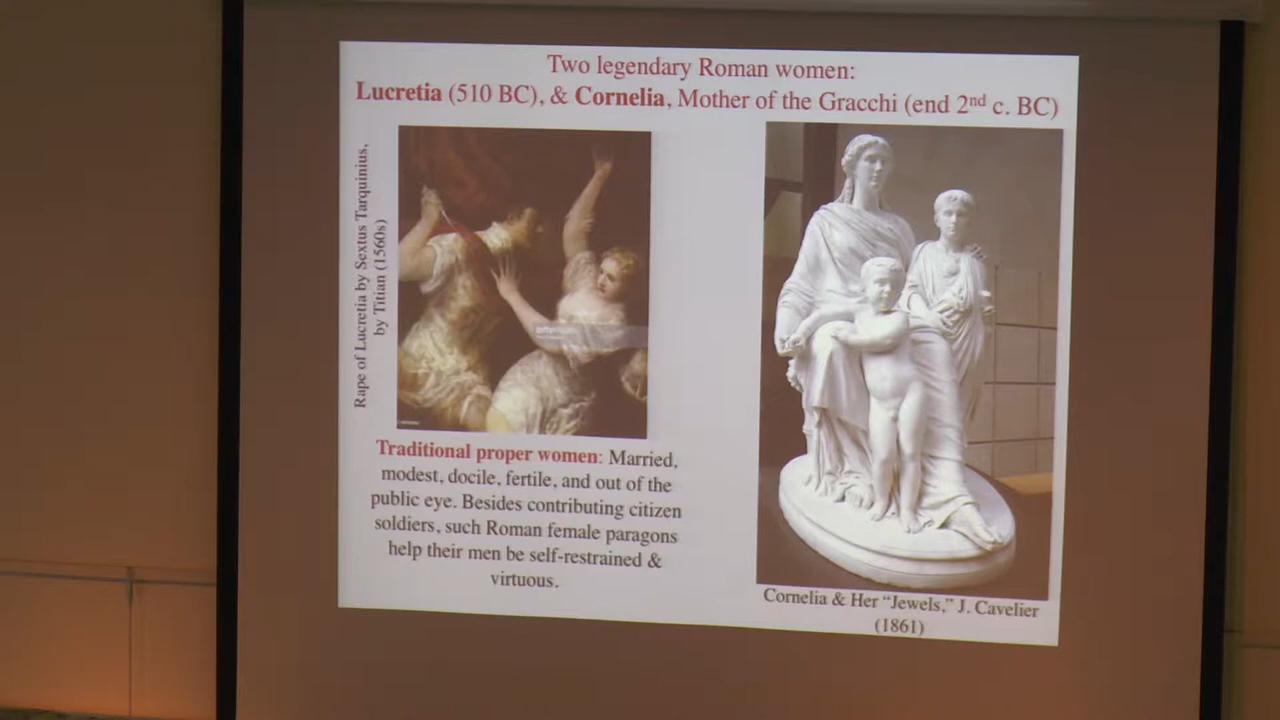 Two legendary Roman women:
Lucretia (510 BC), & Cornelia, Mother of the Gracchi (end 2nd c. BC)
Rape of Lucretia by Sextus Tarquinius,
by Titian (1560s)
Traditional proper women: Married,
modest, docile, fertile, and out of the
public eye. Besides contributing citizen
soldiers, such Roman female paragons
help their men be self-restrained &
virtuous.
Cornelia & Her “Jewels,” J. Cavelier
(1861)